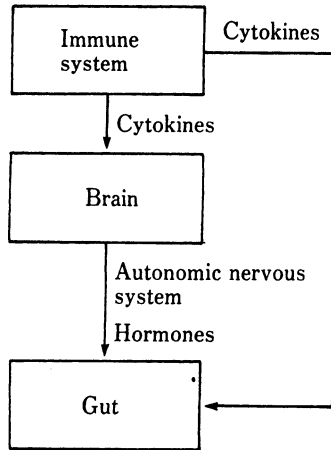 Immune
system
Cytokines
Cytokines
Brain
Autonomic nervous
system
Hormones
Gut